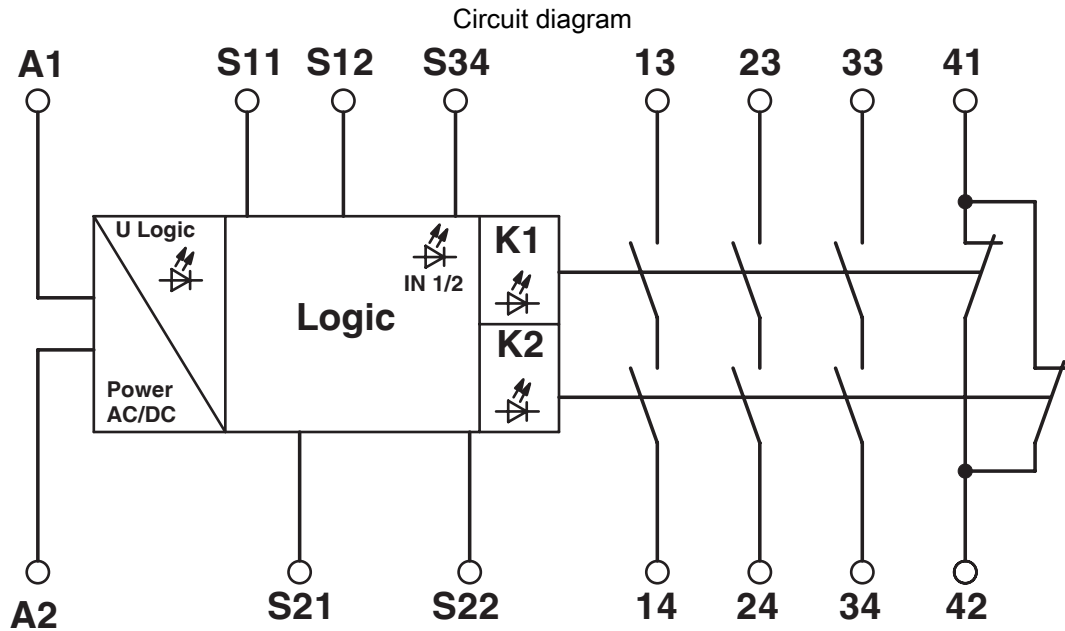 Circuit diagram
A1 S11 S12 S34 13 23 33 41
U Logic
K1
IN 1/2
Logic
K2
Power
AC/DC
A2 S21 S22 14 24 34 42